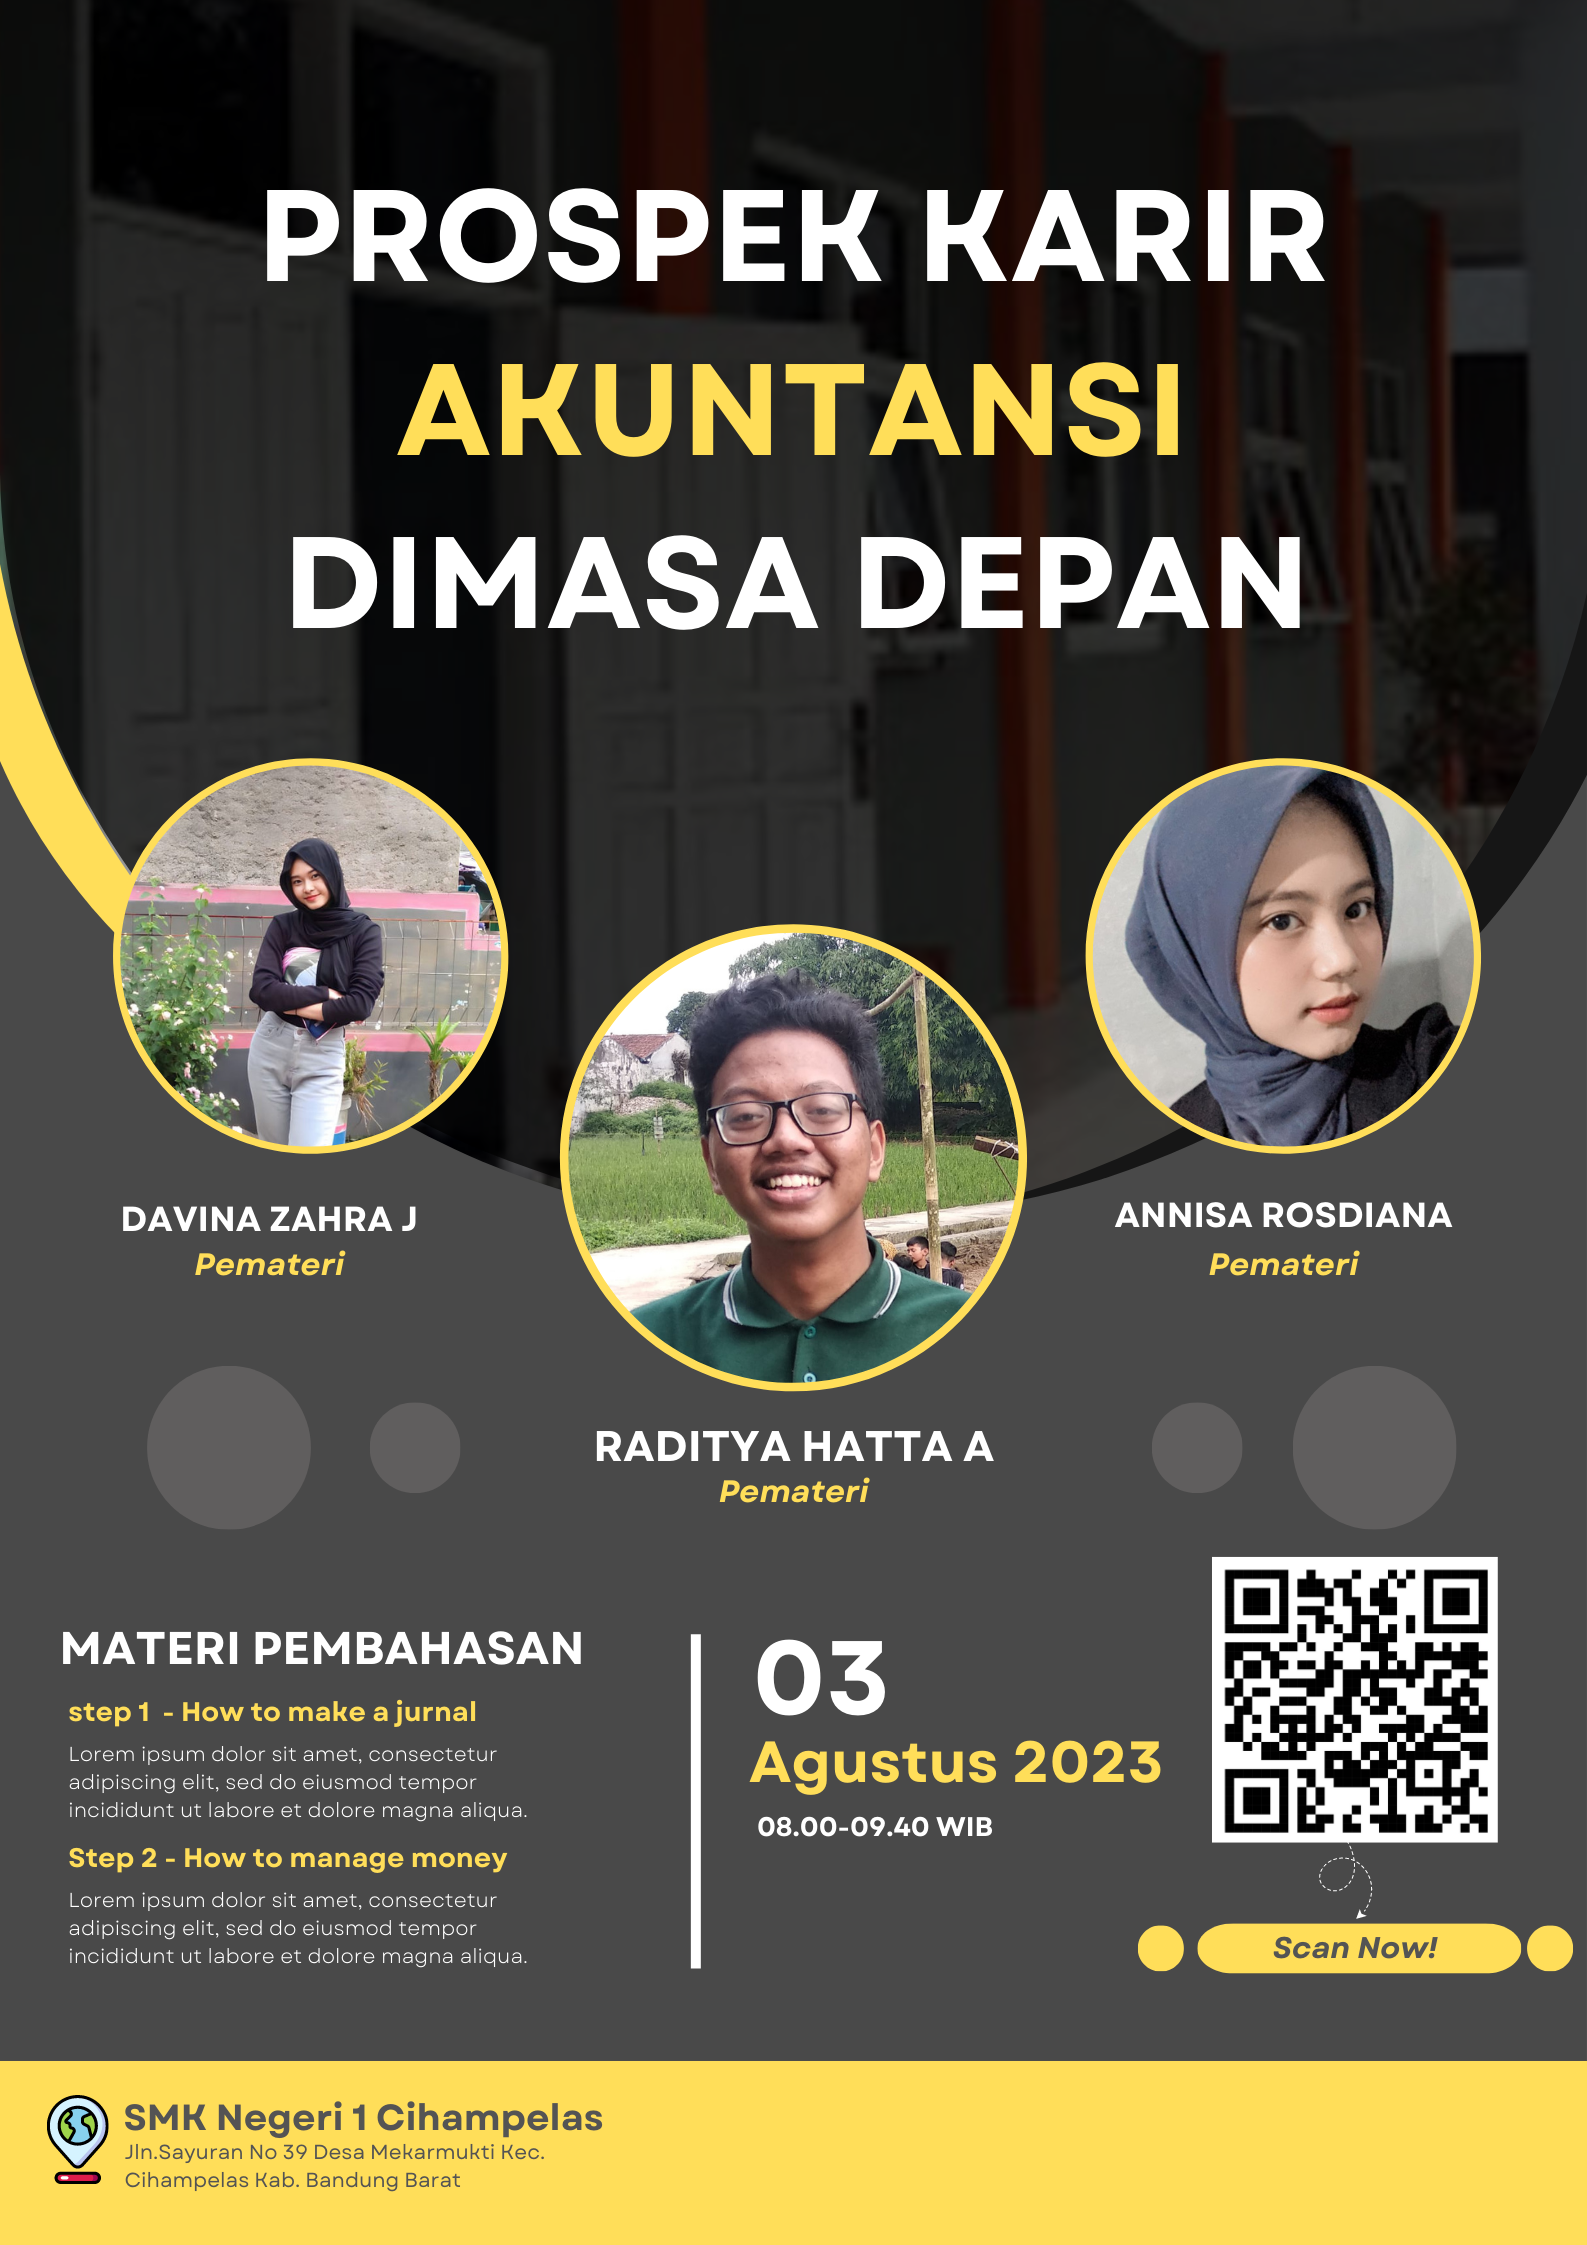 PROSPEK KARIR
AKUNTANSI
DIMASA DEPAN
DAVINA ZAHRA J
Pemateri
ANNISA ROSDIANA
Pemateri
RADITYA HATTA A
Pemateri
MATERI PEMBAHASAN
step 1 - How to make a jurnal
Lorem ipsum dolor sit amet, consectetur
adipiscing elit, sed do eiusmod tempor
incididunt ut labore et dolore magna aliqua.
Step 2 - How to manage money
Lorem ipsum dolor sit amet, consectetur
adipiscing elit, sed do eiusmod tempor
incididunt ut labore et dolore magna aliqua.
03
Agustus 2023
08.00-09.40 WIB
Scan Now!
SMK Negeri 1 Cihampelas
Jln.Sayuran No 39 Desa Mekarmukti Kec.
Cihampelas Kab. Bandung Barat